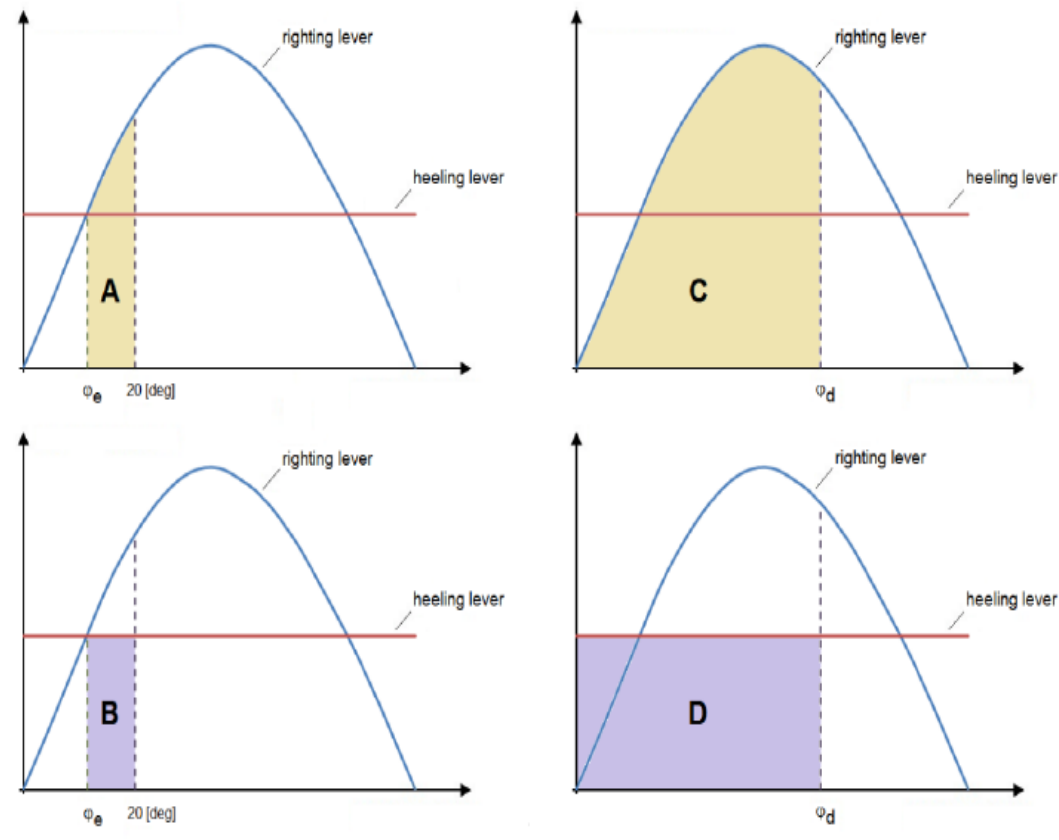 righting lever
heeling lever
A
φe 20 [deg]
righting lever
heeling lever
C
φd
righting lever
heeling lever
B
φe 20 [deg]
righting lever
heeling lever
D
φd